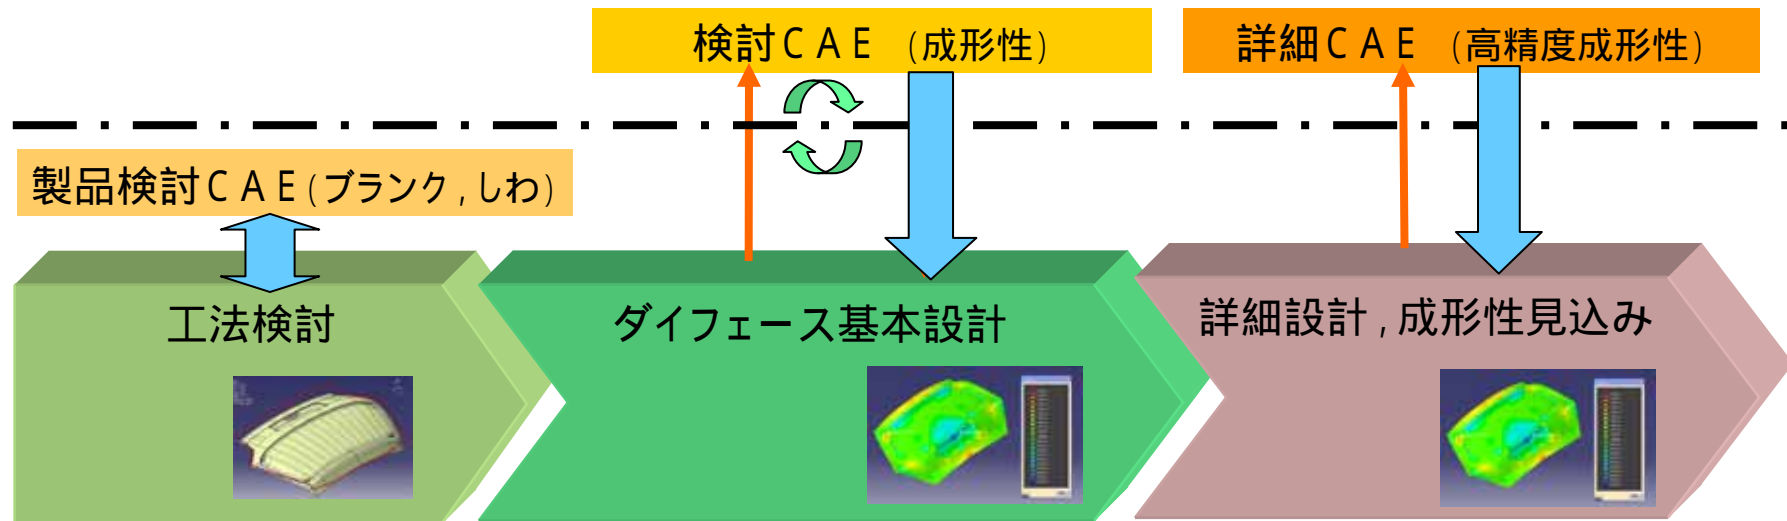 検討ＣＡＥ (成形性)
詳細ＣＡＥ (高精度成形性)
製品検討ＣＡＥ(ブランク,しわ)
工法検討
ダイフェース基本設計
詳細設計,成形性見込み